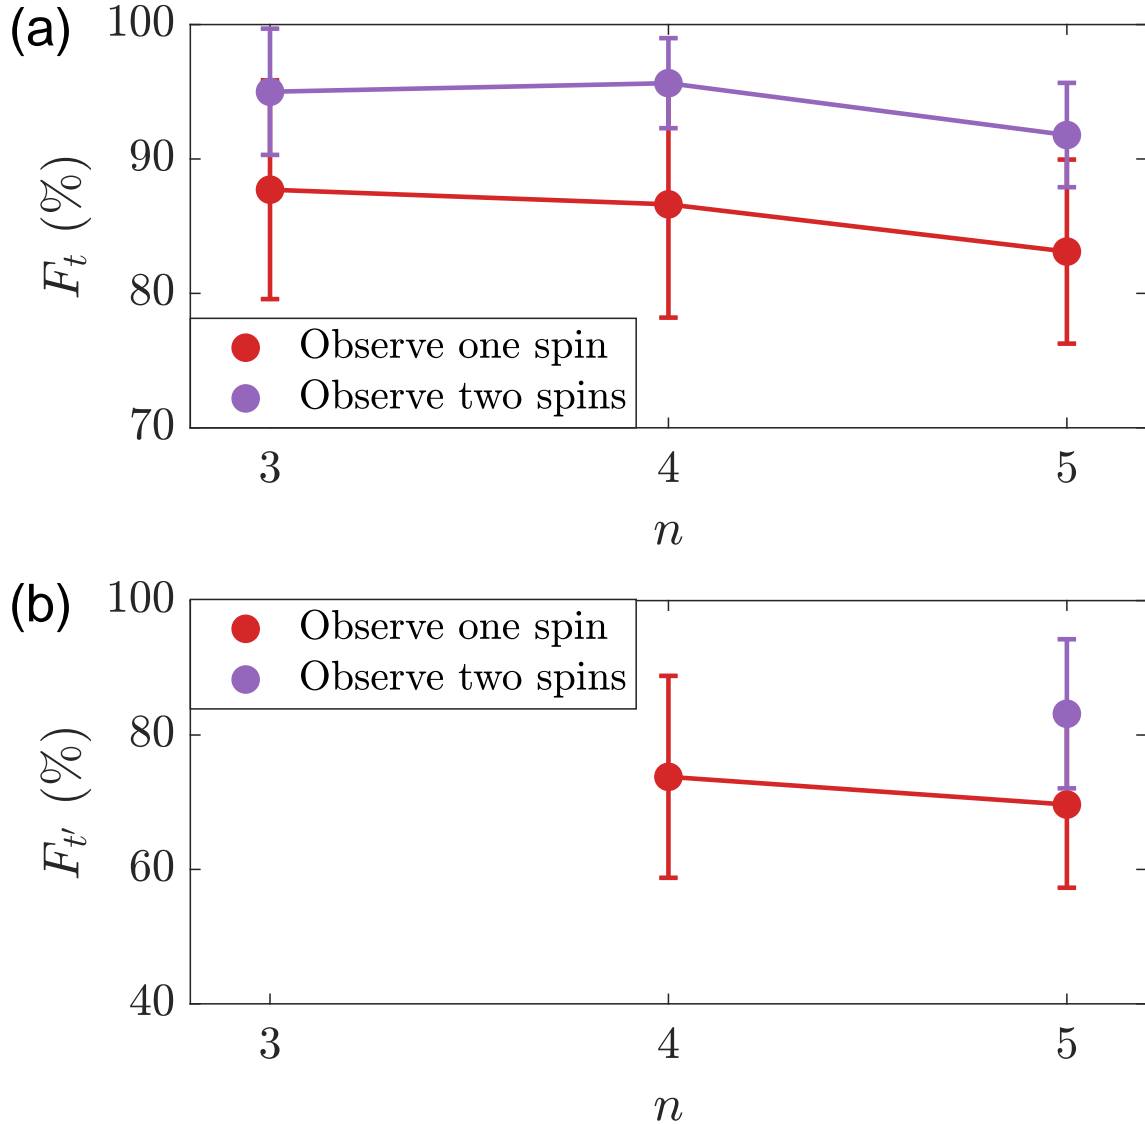 (a)
100
90
80
70
F_t (%)
Observe one spin
Observe two spins
3 4 5
n
(b)
100
80
60
40
F_{t'} (%)
Observe one spin
Observe two spins
3 4 5
n